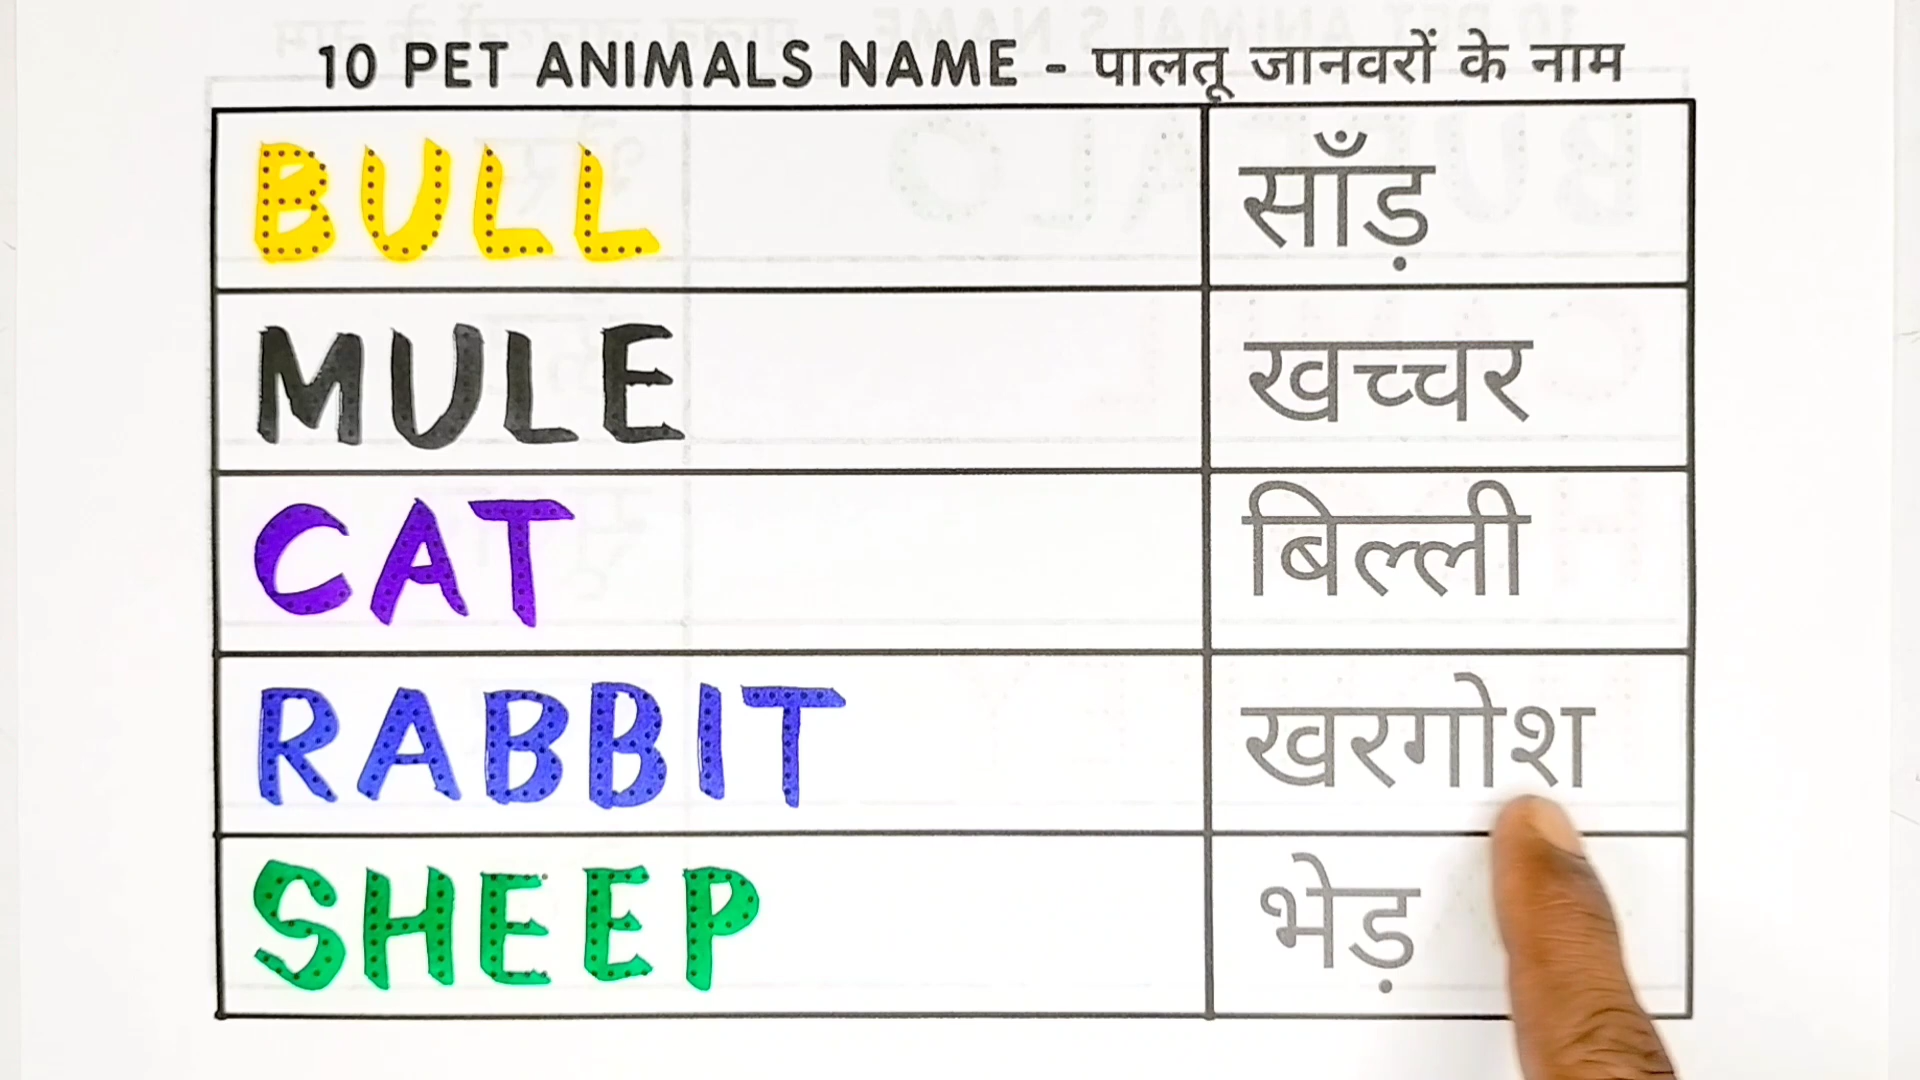 10 PET ANIMALS NAME - पालतू जानवरों के नाम
BULL साँड़
MULE खच्चर
CAT बिल्ली
RABBIT खरगोश
SHEEP भेड़